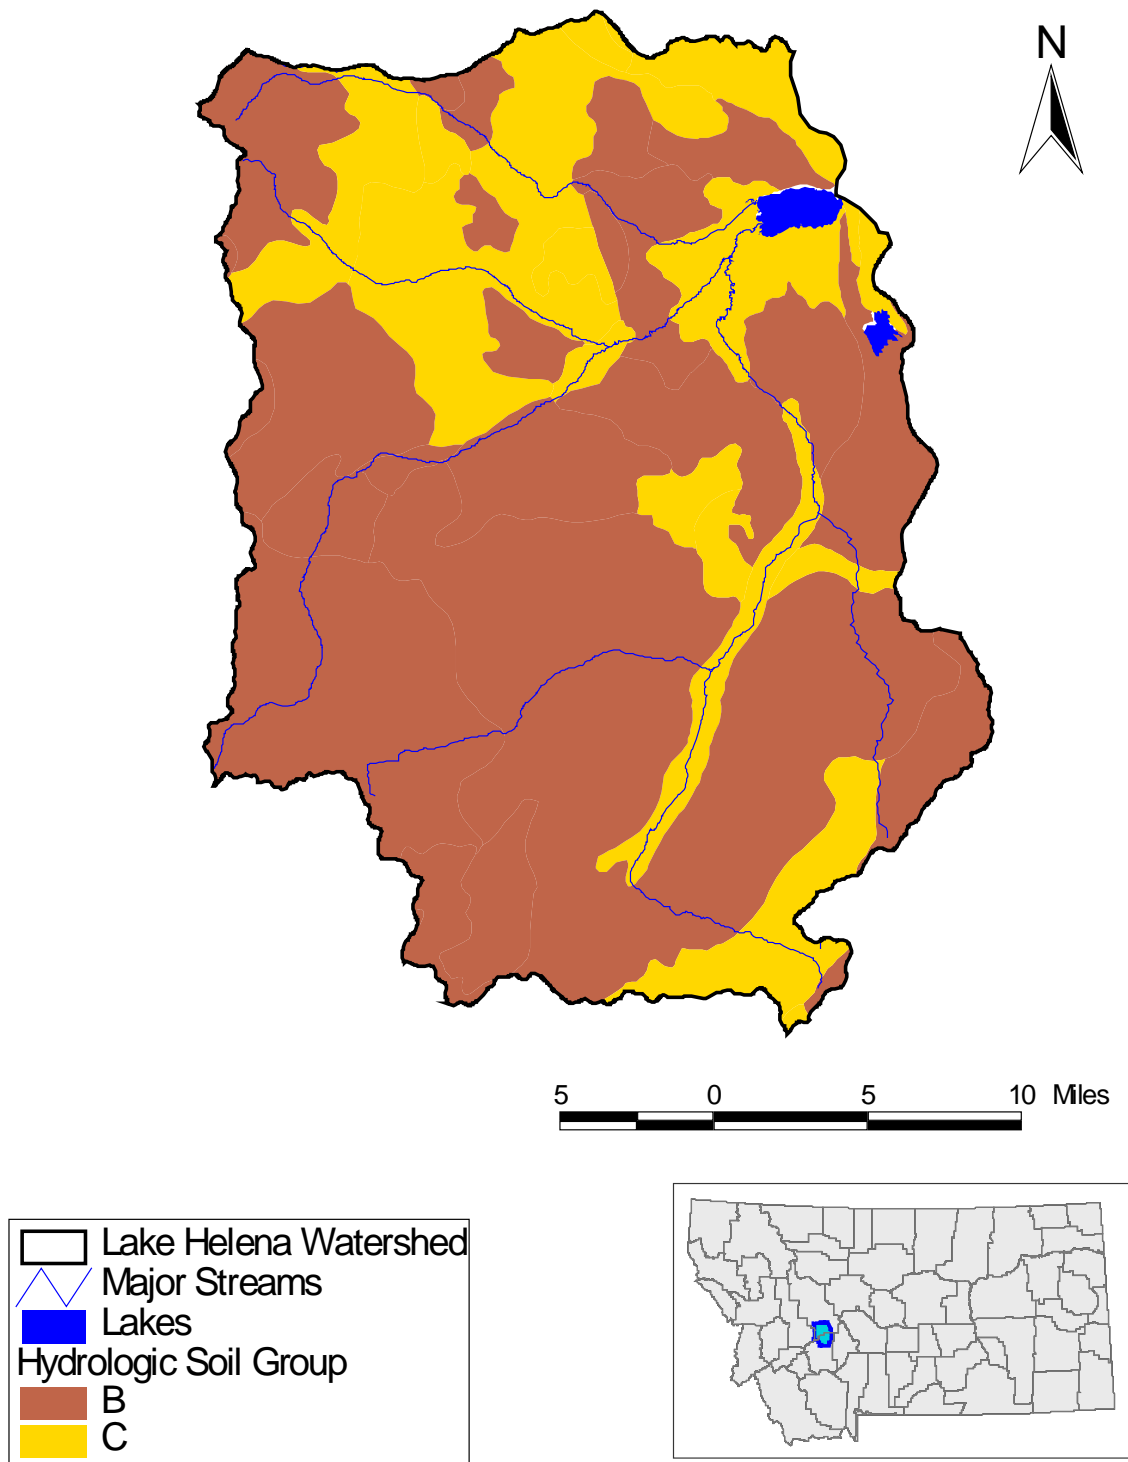 N
5 0 5 10 Miles
Lake Helena Watershed
Major Streams
Lakes
Hydrologic Soil Group
B
C